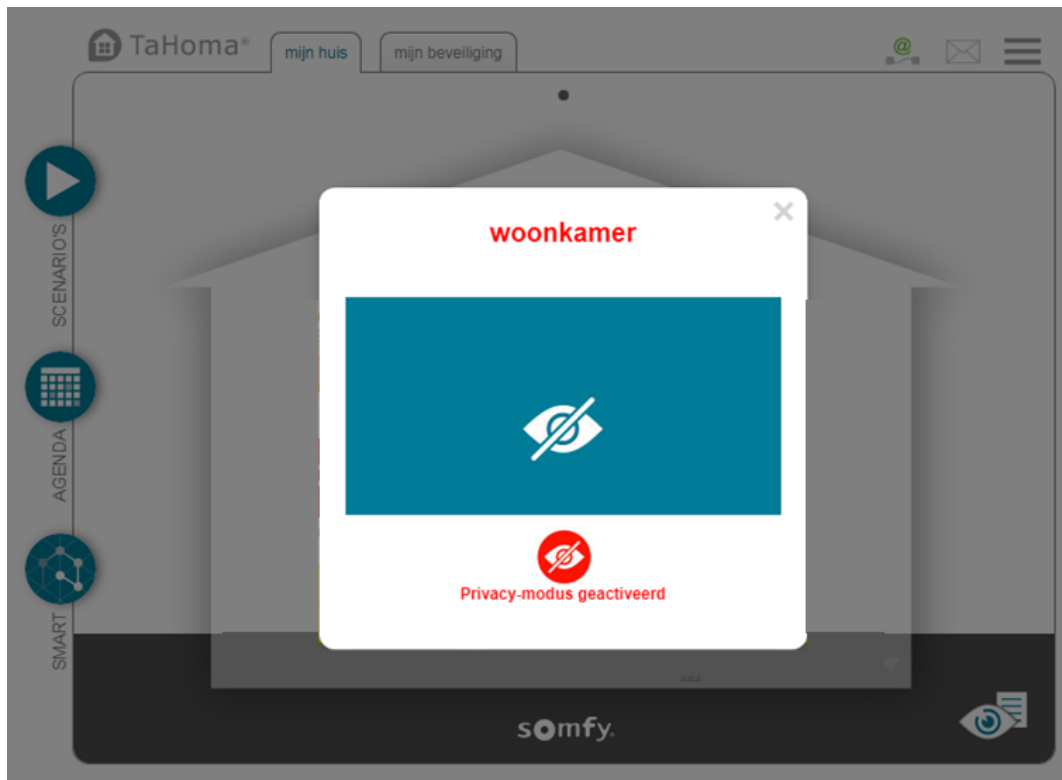 TaHoma®
mijn huis
mijn beveiliging
@
SCENARIO'S
AGENDA
SMART
woonkamer
Privacy-modus geactiveerd
somfy.